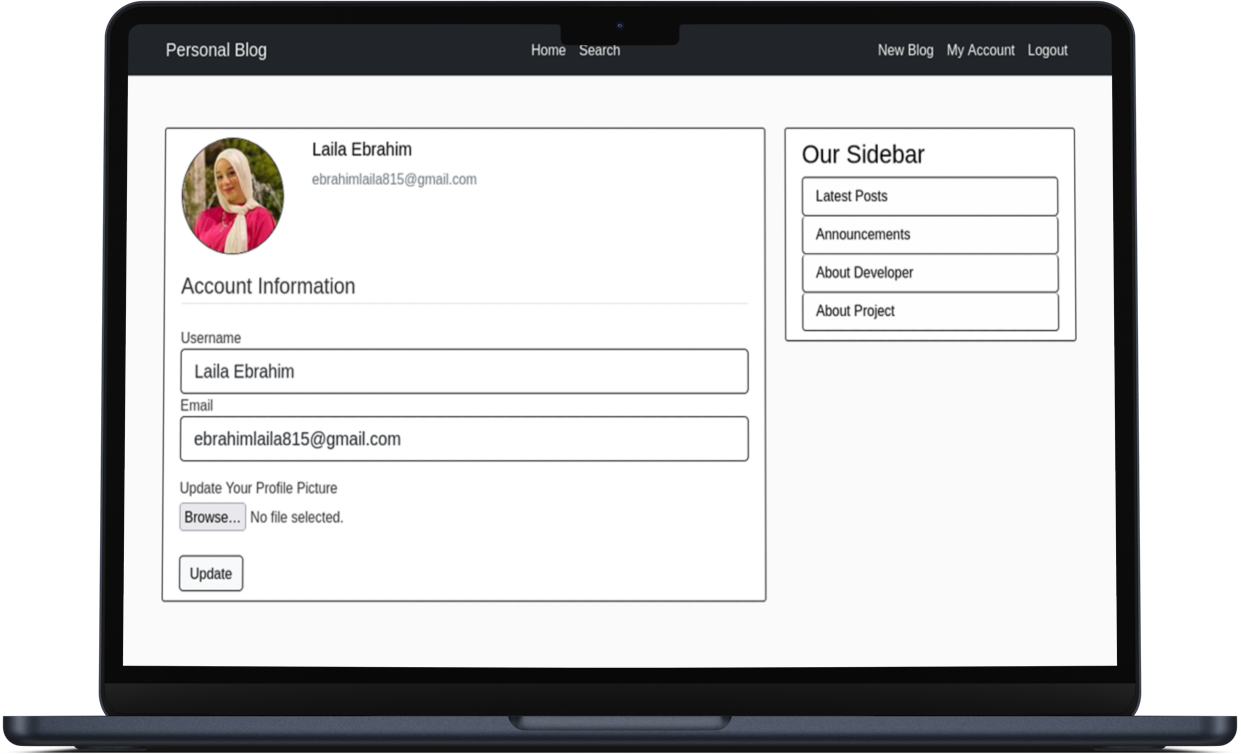 Personal Blog Home Search New Blog My Account Logout
Laila Ebrahim
ebrahimlaila815@gmail.com
Account Information
Username
Laila Ebrahim
Email
ebrahimlaila815@gmail.com
Update Your Profile Picture
Browse... No file selected.
Update
Our Sidebar
Latest Posts
Announcements
About Developer
About Project